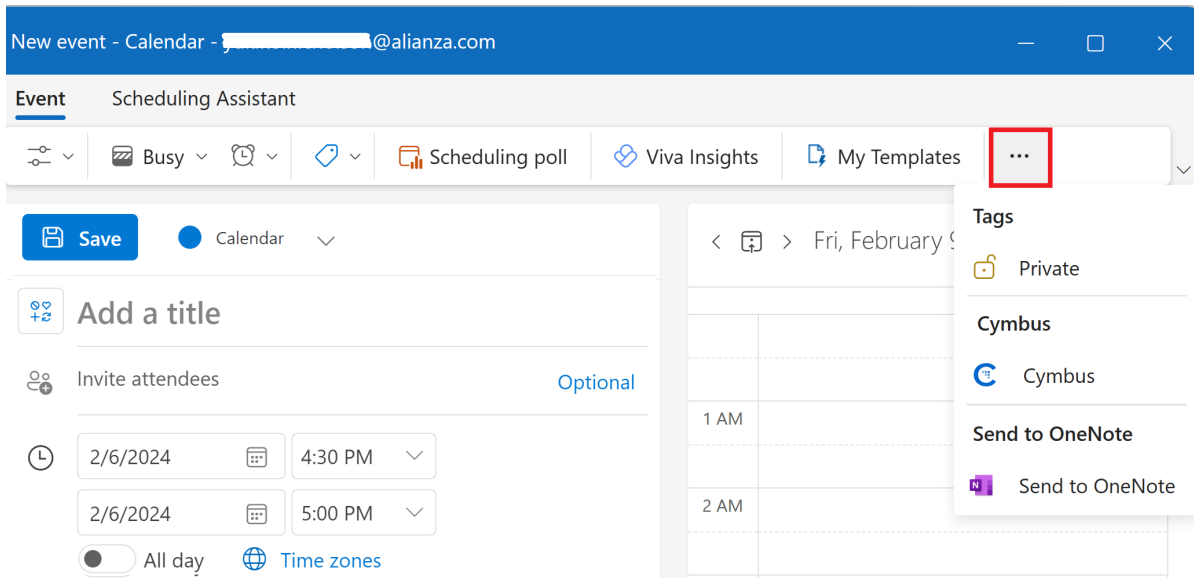 New event - Calendar - @alianza.com
Event Scheduling Assistant
Busy Scheduling poll Viva Insights My Templates ...
Tags
Private
Cymbus
Cymbus
Send to OneNote
Send to OneNote
Save Calendar
Add a title
Invite attendees Optional
2/6/2024 4:30 PM
2/6/2024 5:00 PM
All day Time zones
Fri, February
1 AM
2 AM